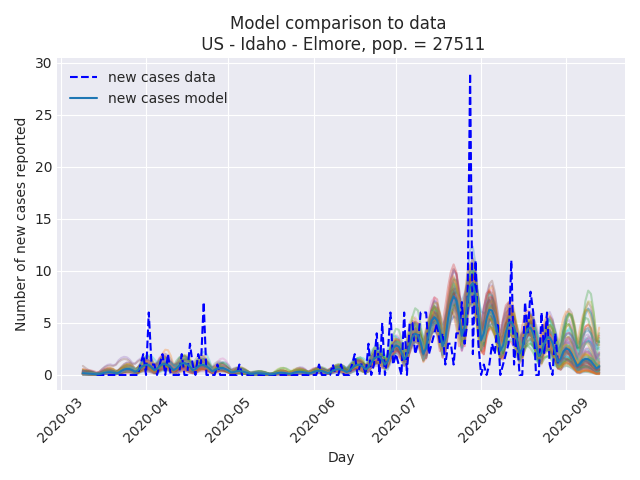 Model comparison to data
US - Idaho - Elmore, pop. = 27511
new cases data
new cases model
Number of new cases reported
30
25
20
15
10
5
0
2020-03
2020-04
2020-05
2020-06
2020-07
2020-08
2020-09
Day